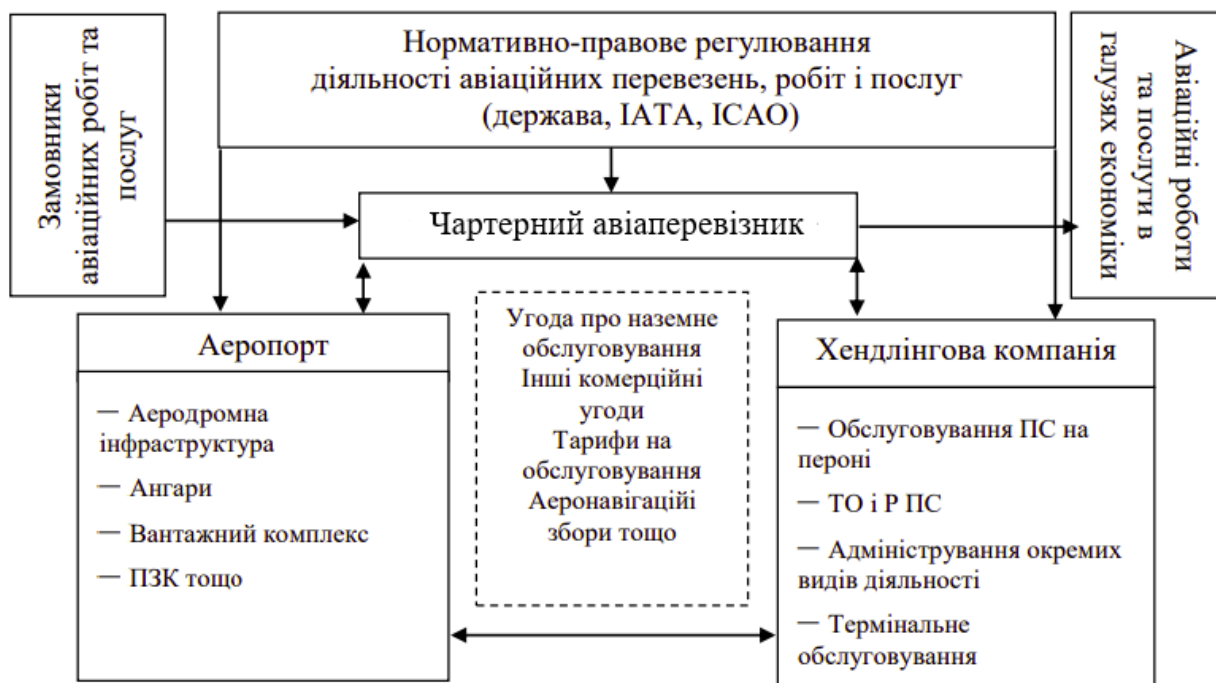 Замовники
авіаційних робіт та
послуг
Нормативно-правове регулювання
діяльності авіаційних перевезень, робіт і послуг
(держава, ІАТА, ІСАО)
Авіаційні роботи
та послуги в
галузях економіки
Чартерний авіаперевізник
Аеропорт
— Аеродромна
інфраструктура
— Ангари
— Вантажний комплекс
— ПЗК тощо
Угода про наземне
обслуговування
Інші комерційні
угоди
Тарифи на
обслуговування
Аеронавігаційі
збори тощо
Хендлінгова компанія
— Обслуговування ПС на
пероні
— ТО і Р ПС
— Адміністрування окремих
видів діяльності
— Термінальне
обслуговування